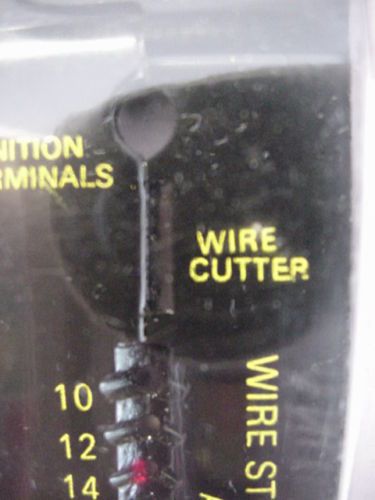 NITION
RMINALS
WIRE
CUTTER
10
12
14
WIRE ST